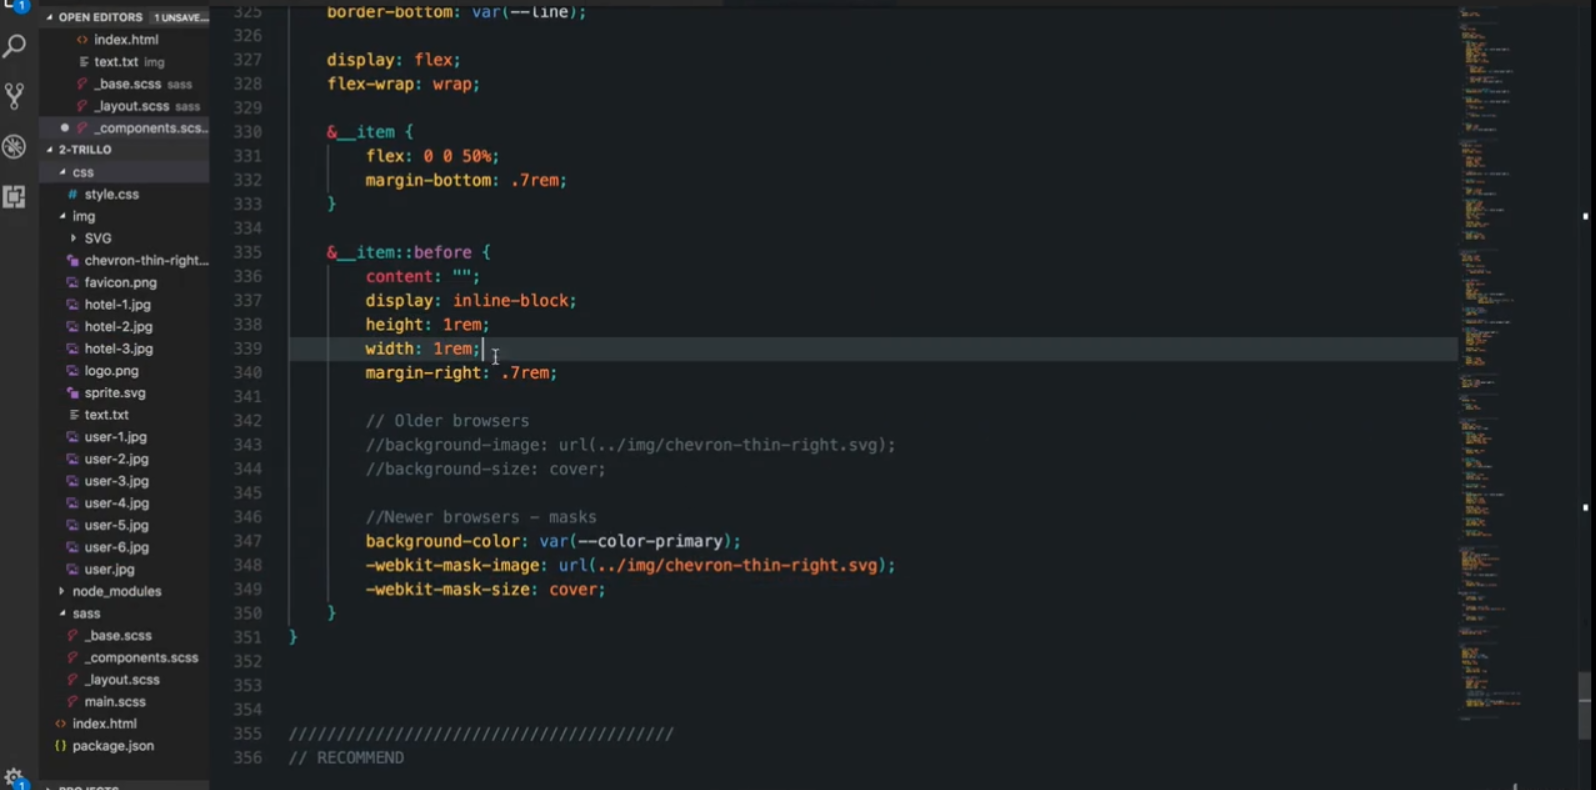 1
OPEN EDITORS 1 UNSAVE...
index.html
text.txt img
_base.scss sass
_layout.scss sass
_components.scs...
2-TRILLO
css
style.css
img
SVG
chevron-thin-right...
favicon.png
hotel-1.jpg
hotel-2.jpg
hotel-3.jpg
logo.png
sprite.svg
text.txt
user-1.jpg
user-2.jpg
user-3.jpg
user-4.jpg
user-5.jpg
user-6.jpg
user.jpg
node_modules
sass
_base.scss
_components.scss
_layout.scss
main.scss
index.html
package.json
PROJECTS
1
325 border-bottom: var(--line);
326
327 display: flex;
328 flex-wrap: wrap;
329
330 &__item {
331 flex: 0 0 50%;
332 margin-bottom: .7rem;
333 }
334
335 &__item::before {
336 content: "";
337 display: inline-block;
338 height: 1rem;
339 width: 1rem;
340 margin-right: .7rem;
341
342 // Older browsers
343 //background-image: url(../img/chevron-thin-right.svg);
344 //background-size: cover;
345
346 //Newer browsers - masks
347 background-color: var(--color-primary);
348 -webkit-mask-image: url(../img/chevron-thin-right.svg);
349 -webkit-mask-size: cover;
350 }
351 }
352
353
354
355 ////////////////////////////////////////
356 // RECOMMEND